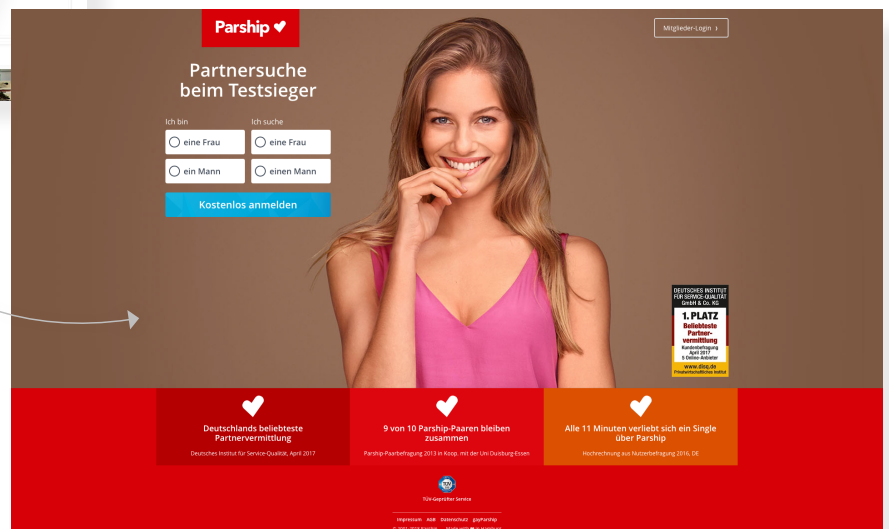 Parship
Mitglieder-Login ›
Partnersuche
beim Testsieger
Ich bin
Ich suche
eine Frau
eine Frau
ein Mann
einen Mann
Kostenlos anmelden
DEUTSCHES INSTITUT
FÜR SERVICE-QUALITÄT
GmbH & Co. KG
1. PLATZ
Beliebteste
Partner-
vermittlung
Kundenbefragung
April 2017
5 Online-Anbieter
www.disq.de
Privatwirtschaftliches Institut
Deutschlands beliebteste
Partnervermittlung
Deutsches Institut für Service-Qualität, April 2017
9 von 10 Parship-Paaren bleiben
zusammen
Parship-Paarbefragung 2013 in Koop. mit der Uni Duisburg-Essen
Alle 11 Minuten verliebt sich ein Single
über Parship
Hochrechnung aus Nutzerbefragung 2016, DE
TÜV-Geprüfter Service
Impressum AGB Datenschutz gayParship